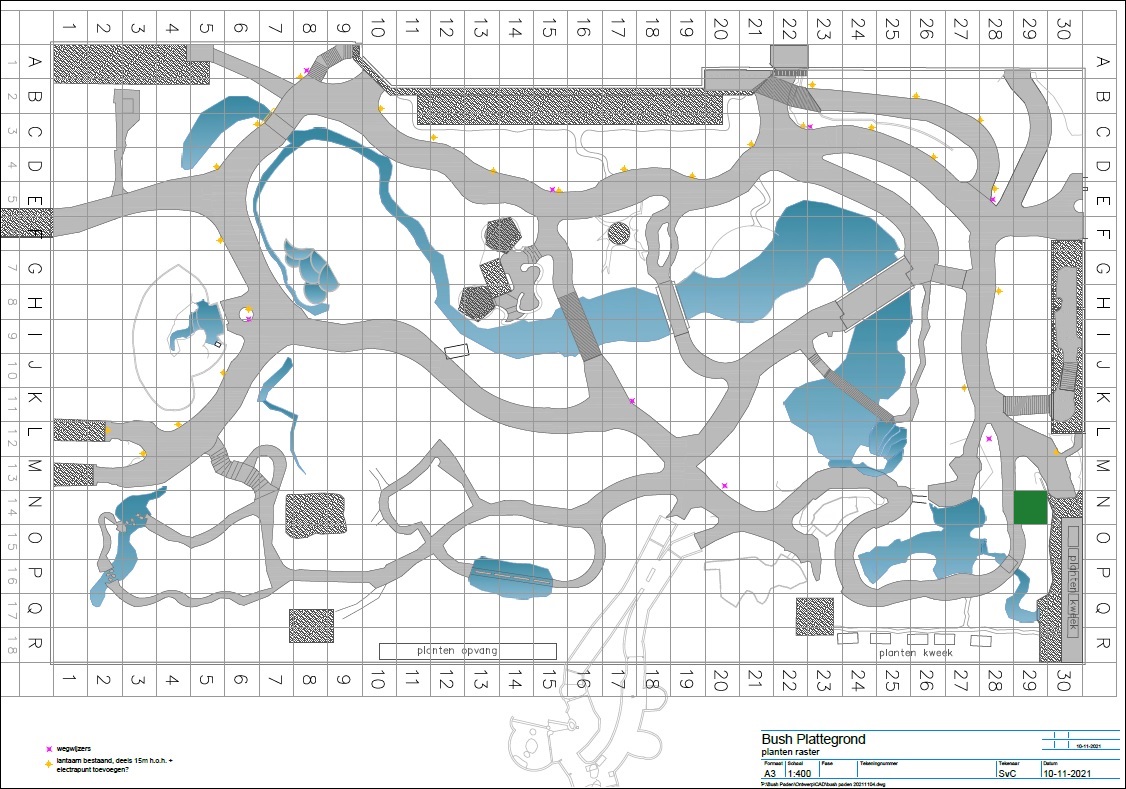 1 2 3 4 5 6 7 8 9 10 11 12 13 14 15 16 17 18 19 20 21 22 23 24 25 26 27 28 29 30
1 A A
2 B B
3 C C
4 D D
5 E E
6 F F
7 G G
8 H H
9 I I
10 J J
11 K K
12 L L
13 M M
14 N N
15 O O
16 P P
17 Q Q
18 R R
planten kweek
planten opvang
planten kweek
1 2 3 4 5 6 7 8 9 10 11 12 13 14 15 16 17 18 19 20 21 22 23 24 25 26 27 28 29 30
wegwijzers
lantaarn bestaand, deels 15m h.o.h. +
electrapunt toevoegen?
Bush Plattegrond
planten raster
10-11-2021
Formaat Schaal Fase Tekeningnummer Tekenaar Datum
A3 1:400 SvC 10-11-2021
P:\Bush Paden\Ontwerp\CAD\bush paden 20211104.dwg